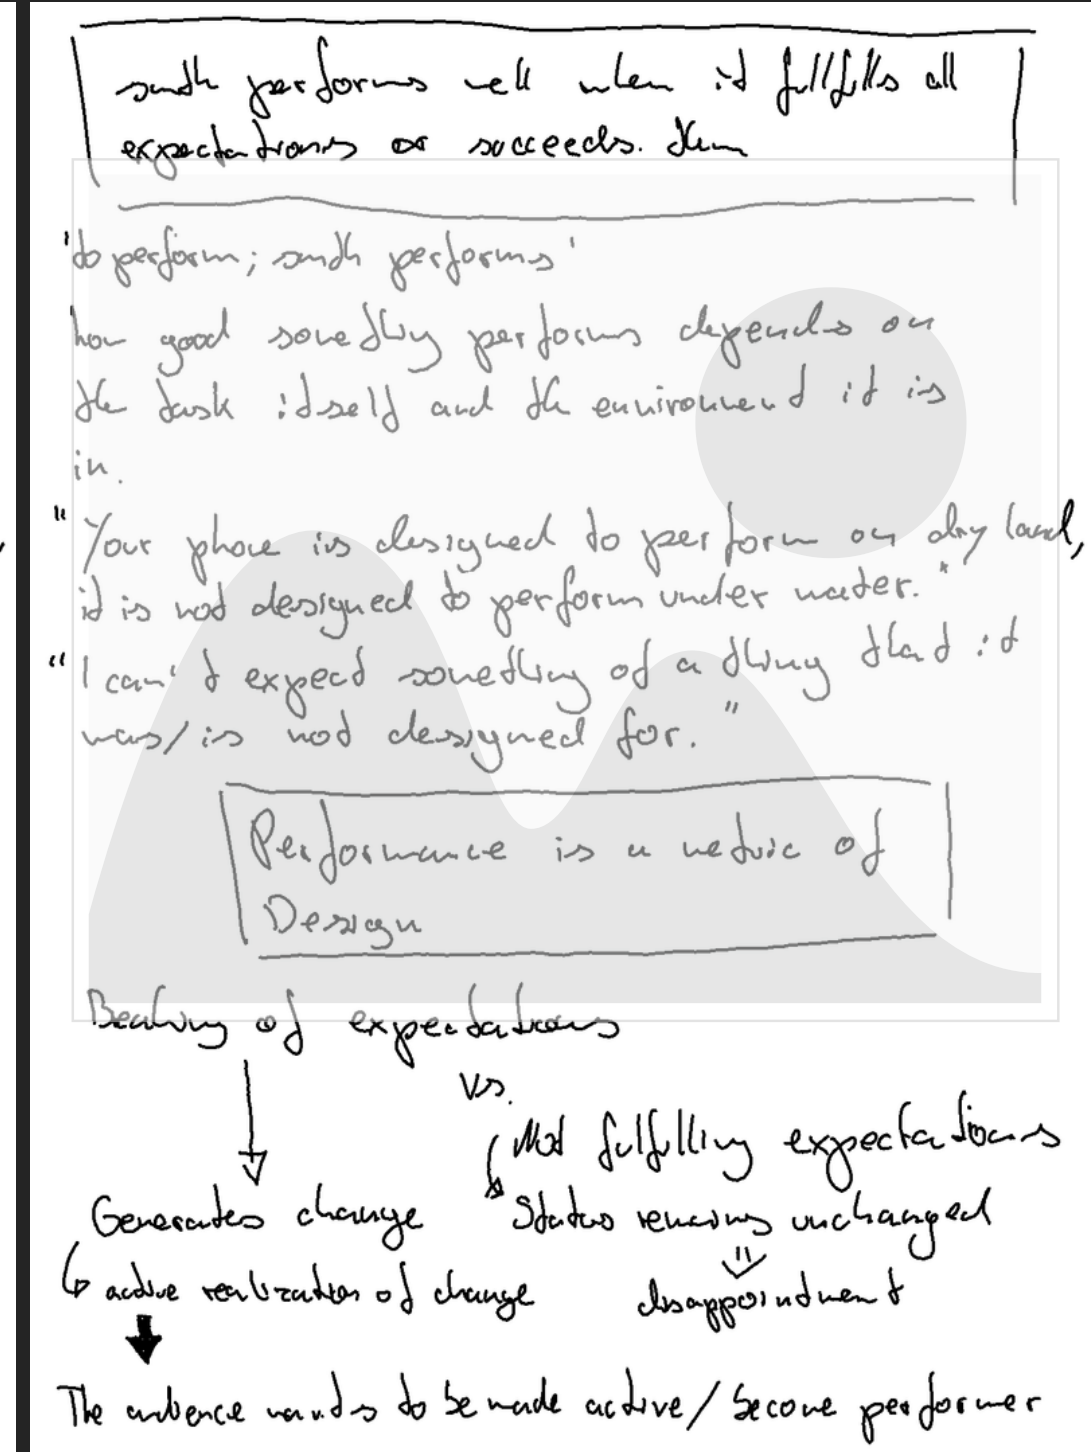 smth performs well when it fullfills all
expectations or succeeds. them
'to perform; smth performs'
'how good something performs depends on
the task itself and the environment it is
in.
"Your phone is designed to perform on dry land,
it is not designed to perform under water."
"I can't expect something of a thing that it
was/is not dessigned for."
Performance is a metric of
Design
of expectations
vs.
Not fulfilling expectations
Generates change
Status remains unchanged
active realization of change
disappointment
The audience wants to be made active/become performer